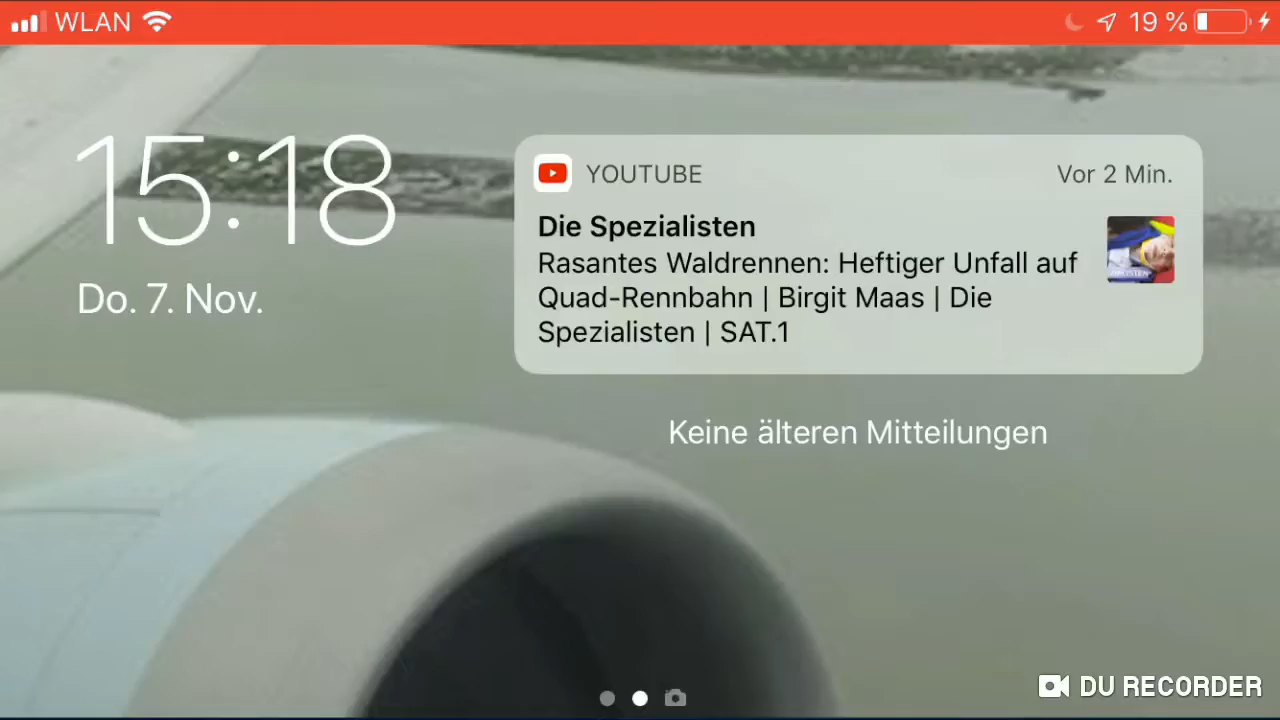 WLAN
19 %
15:18
Do. 7. Nov.
YOUTUBE
Vor 2 Min.
Die Spezialisten
Rasantes Waldrennen: Heftiger Unfall auf
Quad-Rennbahn | Birgit Maas | Die
Spezialisten | SAT.1
Keine älteren Mitteilungen
DU RECORDER